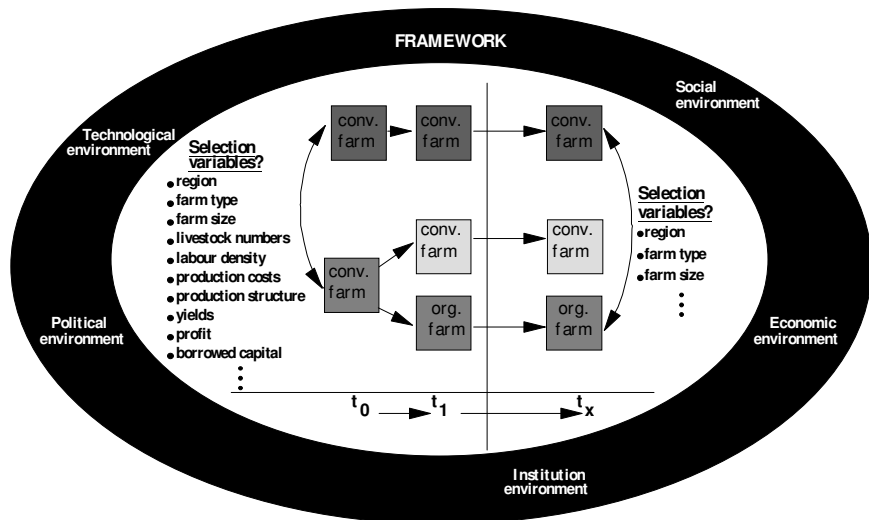 FRAMEWORK
Social
environment
Technological
environment
Selection
variables?
•region
•farm type
•farm size
•livestock numbers
•labour density
•production costs
•production structure
•yields
•profit
•borrowed capital
conv.
farm
conv.
farm
conv.
farm
conv.
farm
conv.
farm
conv.
farm
org.
farm
org.
farm
Selection
variables?
•region
•farm type
•farm size
Political
environment
Economic
environment
t0
t1
tx
Institution
environment